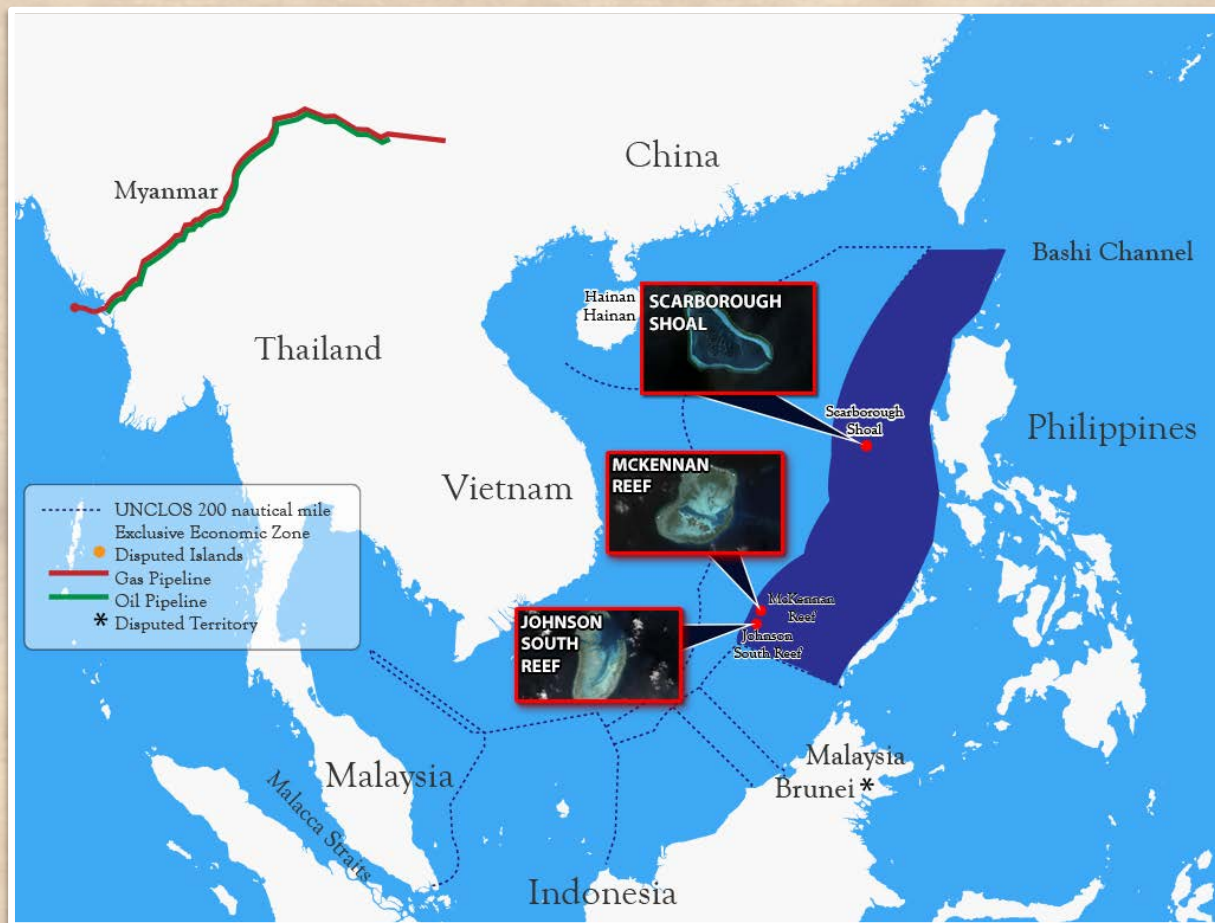 China
Myanmar
Bashi Channel
Hainan
Hainan
SCARBOROUGH
SHOAL
Thailand
Scarborough
Shoal
Philippines
MCKENNAN
REEF
Vietnam
UNCLOS 200 nautical mile
Exclusive Economic Zone
Disputed Islands
Gas Pipeline
Oil Pipeline
* Disputed Territory
McKennan
Reef
JOHNSON
SOUTH
REEF
Johnson
South Reef
Malaysia
Malaysia
Brunei *
Malacca Straits
Indonesia